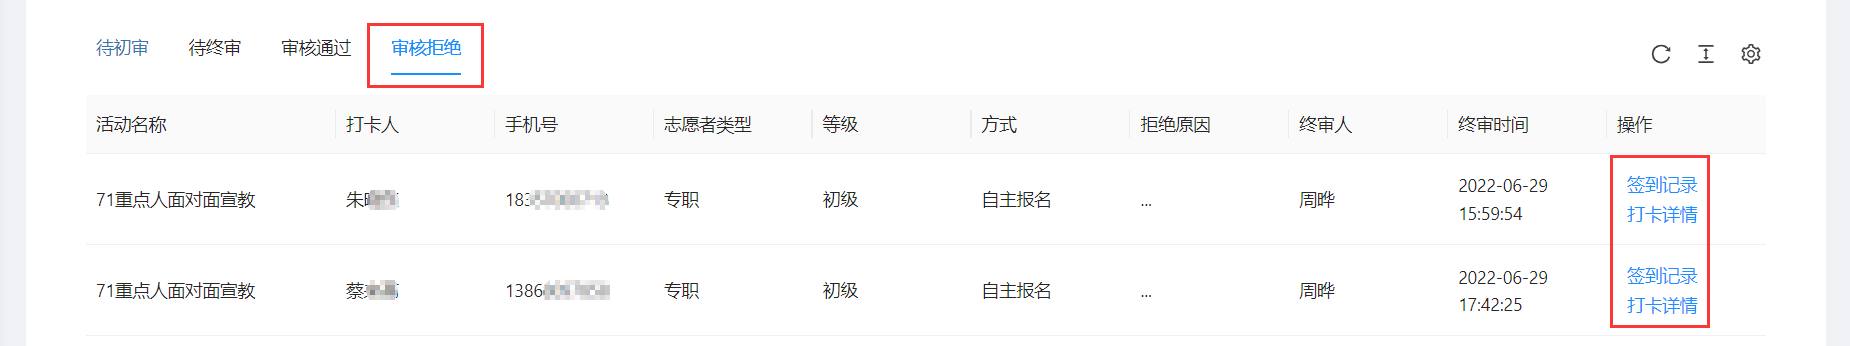 待初审 待终审 审核通过 审核拒绝
活动名称 打卡人 手机号 志愿者类型 等级 方式 拒绝原因 终审人 终审时间 操作
71重点人面对面宣教 朱 183 专职 初级 自主报名 ... 周晔 2022-06-29 签到记录
15:59:54 打卡详情
71重点人面对面宣教 蔡 1386 专职 初级 自主报名 ... 周晔 2022-06-29 签到记录
17:42:25 打卡详情